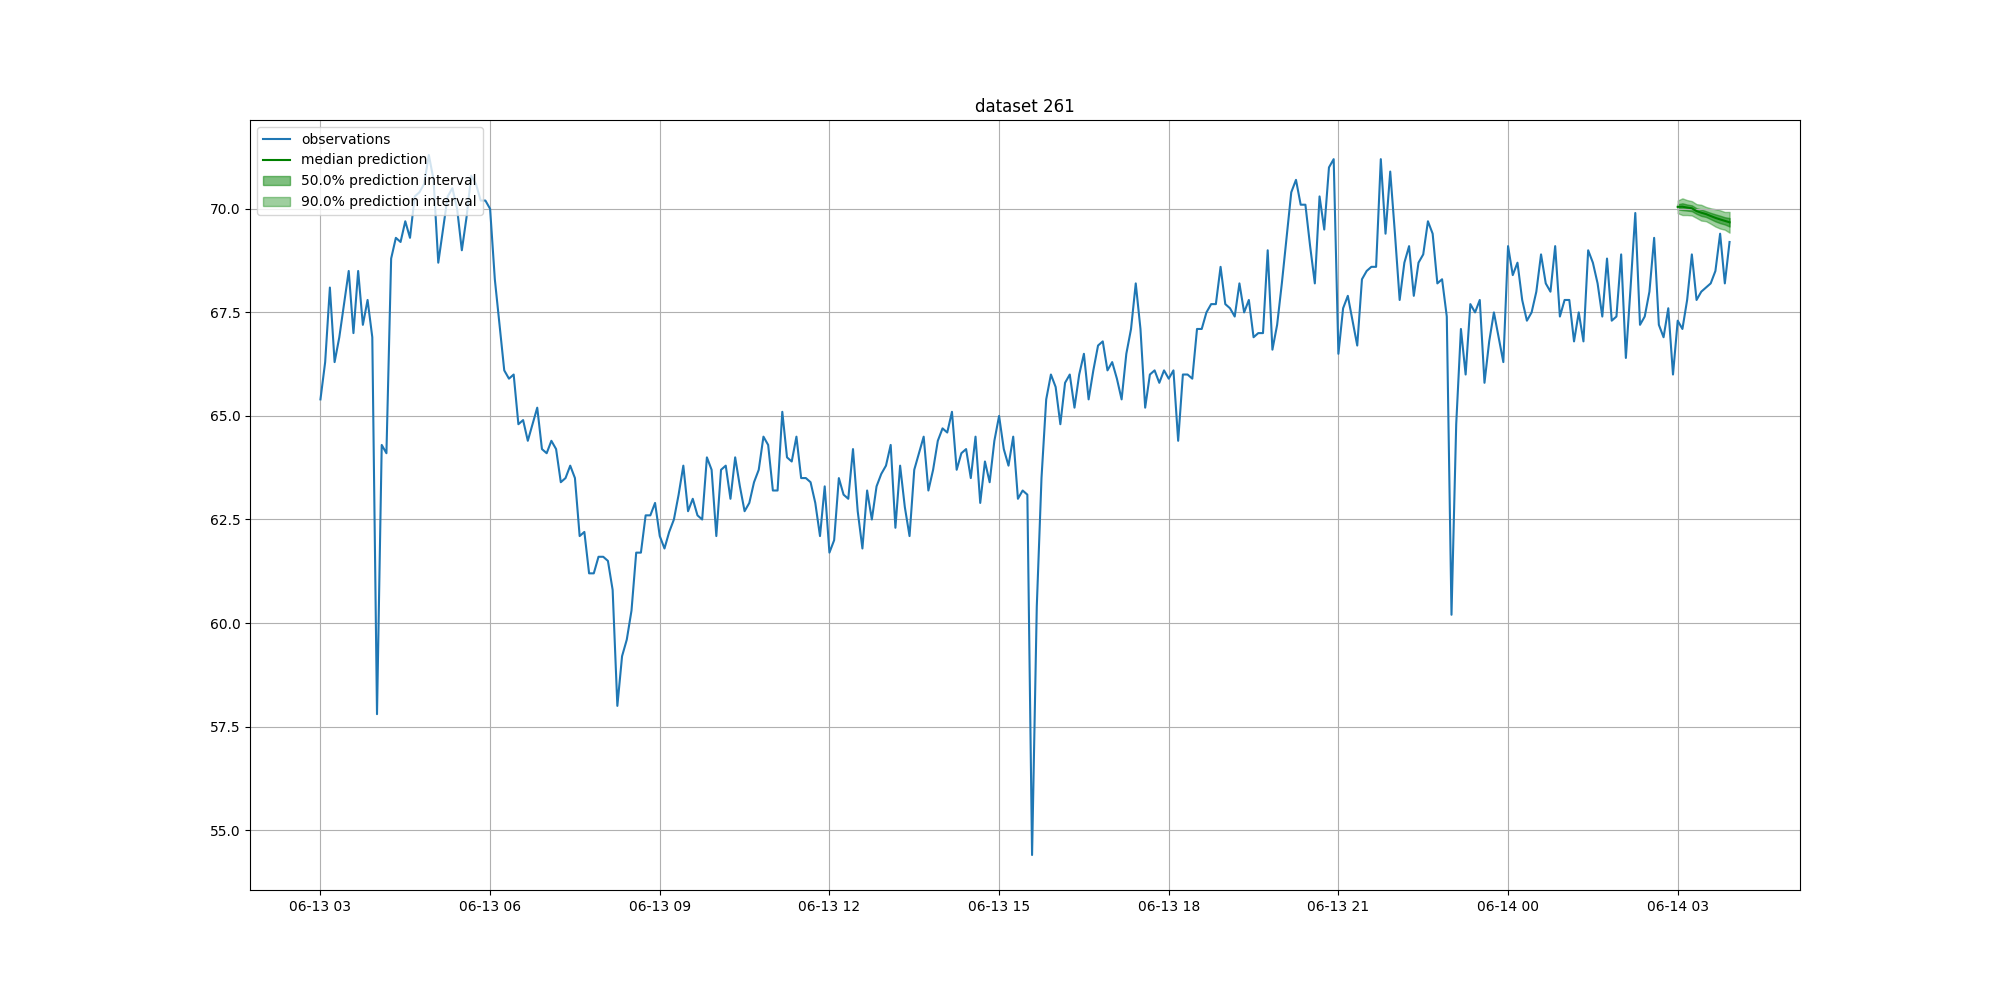 dataset 261
observations
median prediction
50.0% prediction interval
90.0% prediction interval
70.0
67.5
65.0
62.5
60.0
57.5
55.0
06-13 03 06-13 06 06-13 09 06-13 12 06-13 15 06-13 18 06-13 21 06-14 00 06-14 03